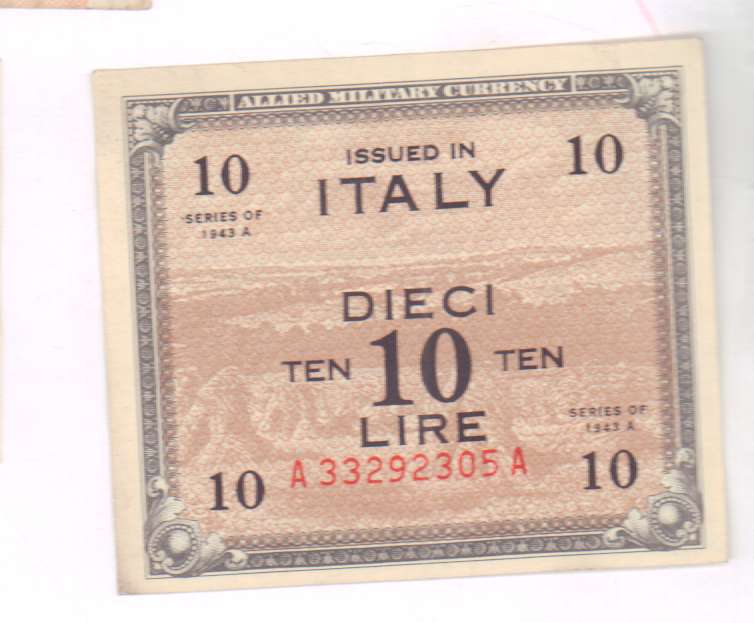 ALLIED MILITARY CURRENCY
10 ISSUED IN 10
ITALY
SERIES OF
1943 A
DIECI
TEN 10 TEN
LIRE
SERIES OF
1943 A
10 A33292305A 10